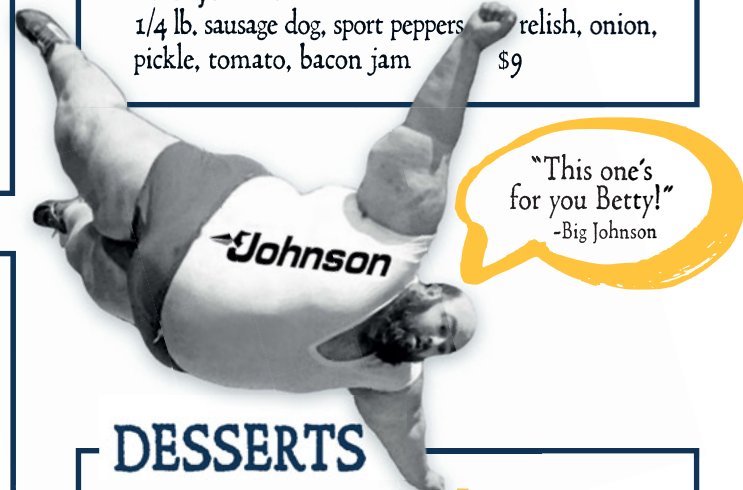 1/4 lb. sausage dog, sport peppers, relish, onion,
pickle, tomato, bacon jam $9
"This one's
for you Betty!"
-Big Johnson
Johnson
DESSERTS